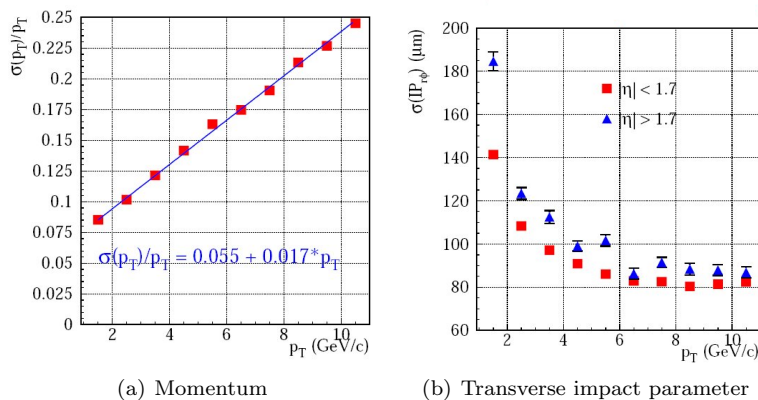 σ(p_T)/p_T
0.25
0.225
0.2
0.175
0.15
0.125
0.1
0.075
0.05
0.025
0
σ(p_T)/p_T = 0.055 + 0.017*p_T
2 4 6 8 10
p_T (GeV/c)
(a) Momentum
σ(IP_rφ) (μm)
200
180
160
140
120
100
80
60
|η| < 1.7
|η| > 1.7
2 4 6 8 10
p_T (GeV/c)
(b) Transverse impact parameter